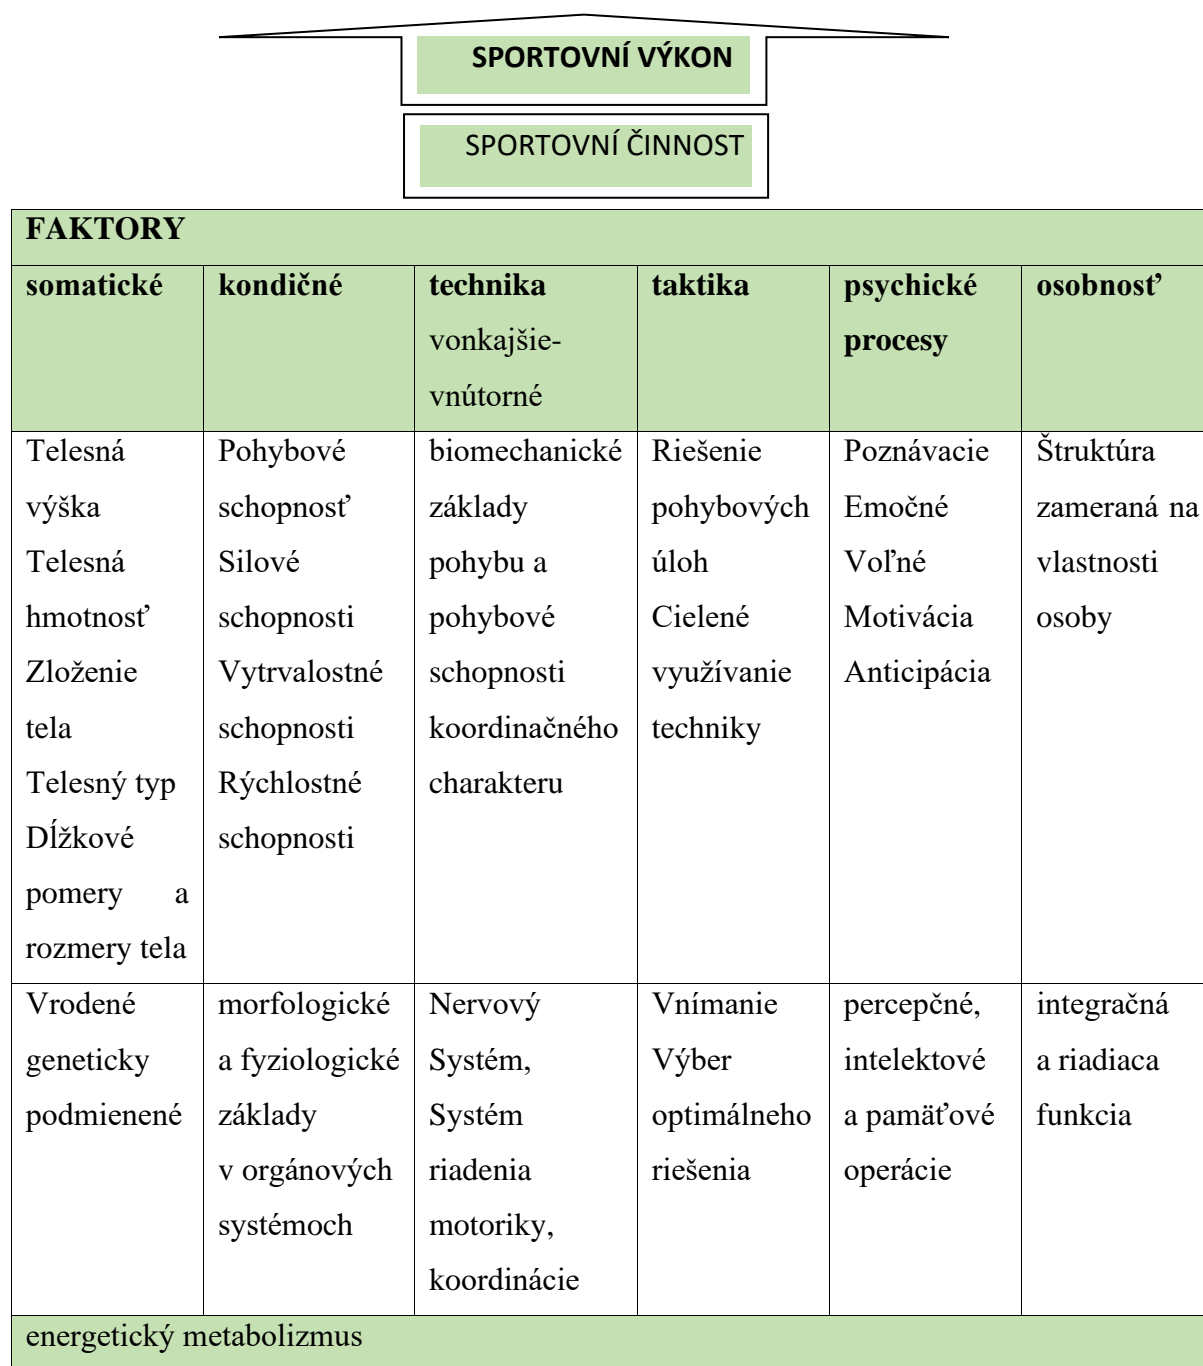 SPORTOVNÍ VÝKON
SPORTOVNÍ ČINNOST
FAKTORY
somatické
kondičné
technika
vonkajšie-
vnútorné
taktika
psychické
procesy
osobnosť
Telesná
výška
Telesná
hmotnosť
Zloženie
tela
Telesný typ
Dĺžkové
pomery a
rozmery tela
Pohybové
schopnosť
Silové
schopnosti
Vytrvalostné
schopnosti
Rýchlostné
schopnosti
biomechanické
základy
pohybu a
pohybové
schopnosti
koordinačného
charakteru
Riešenie
pohybových
úloh
Cielené
využívanie
techniky
Poznávacie
Emočné
Voľné
Motivácia
Anticipácia
Štruktúra
zameraná na
vlastnosti
osoby
Vrodené
geneticky
podmienené
morfologické
a fyziologické
základy
v orgánových
systémoch
Nervový
Systém,
Systém
riadenia
motoriky,
koordinácie
Vnímanie
Výber
optimálneho
riešenia
percepčné,
intelektové
a pamäťové
operácie
integračná
a riadiaca
funkcia
energetický metabolizmus